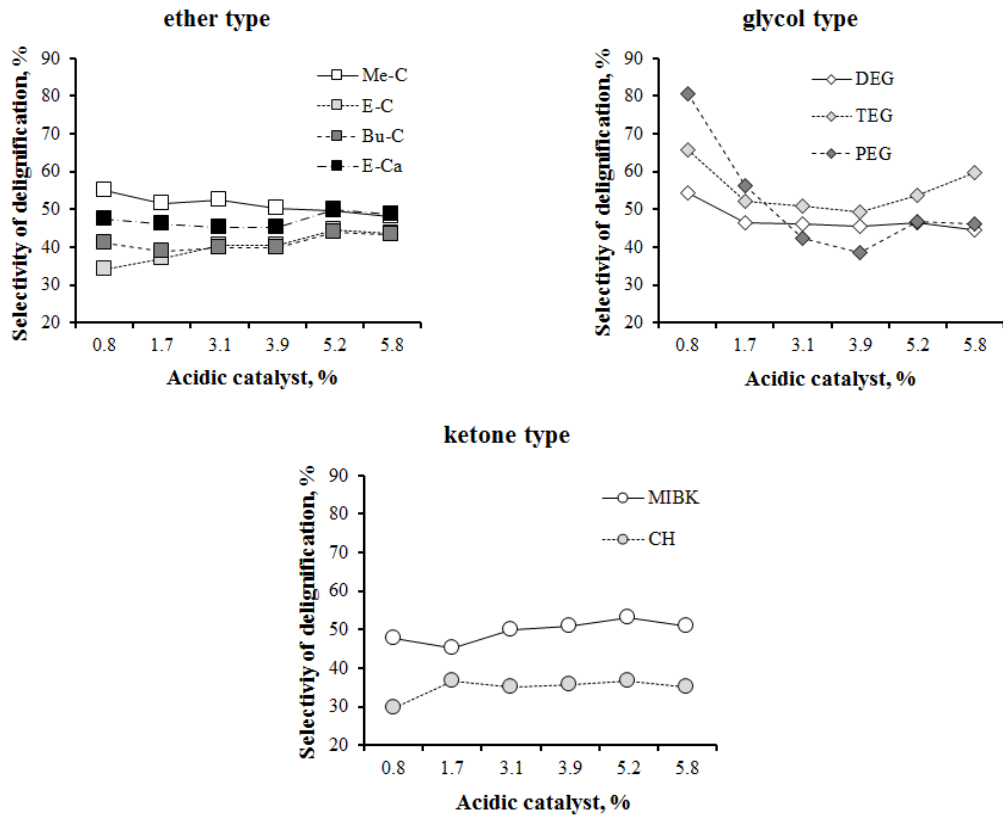 ether type
Selectiviy of delignification, %
90
80
70
60
50
40
30
20
0.8 1.7 3.1 3.9 5.2 5.8
Acidic catalyst, %
Me-C
E-C
Bu-C
E-Ca
glycol type
Selectiviy of delignification, %
90
80
70
60
50
40
30
20
0.8 1.7 3.1 3.9 5.2 5.8
Acidic catalyst, %
DEG
TEG
PEG
ketone type
Selectiviy of delignification, %
90
80
70
60
50
40
30
20
0.8 1.7 3.1 3.9 5.2 5.8
Acidic catalyst, %
MIBK
CH